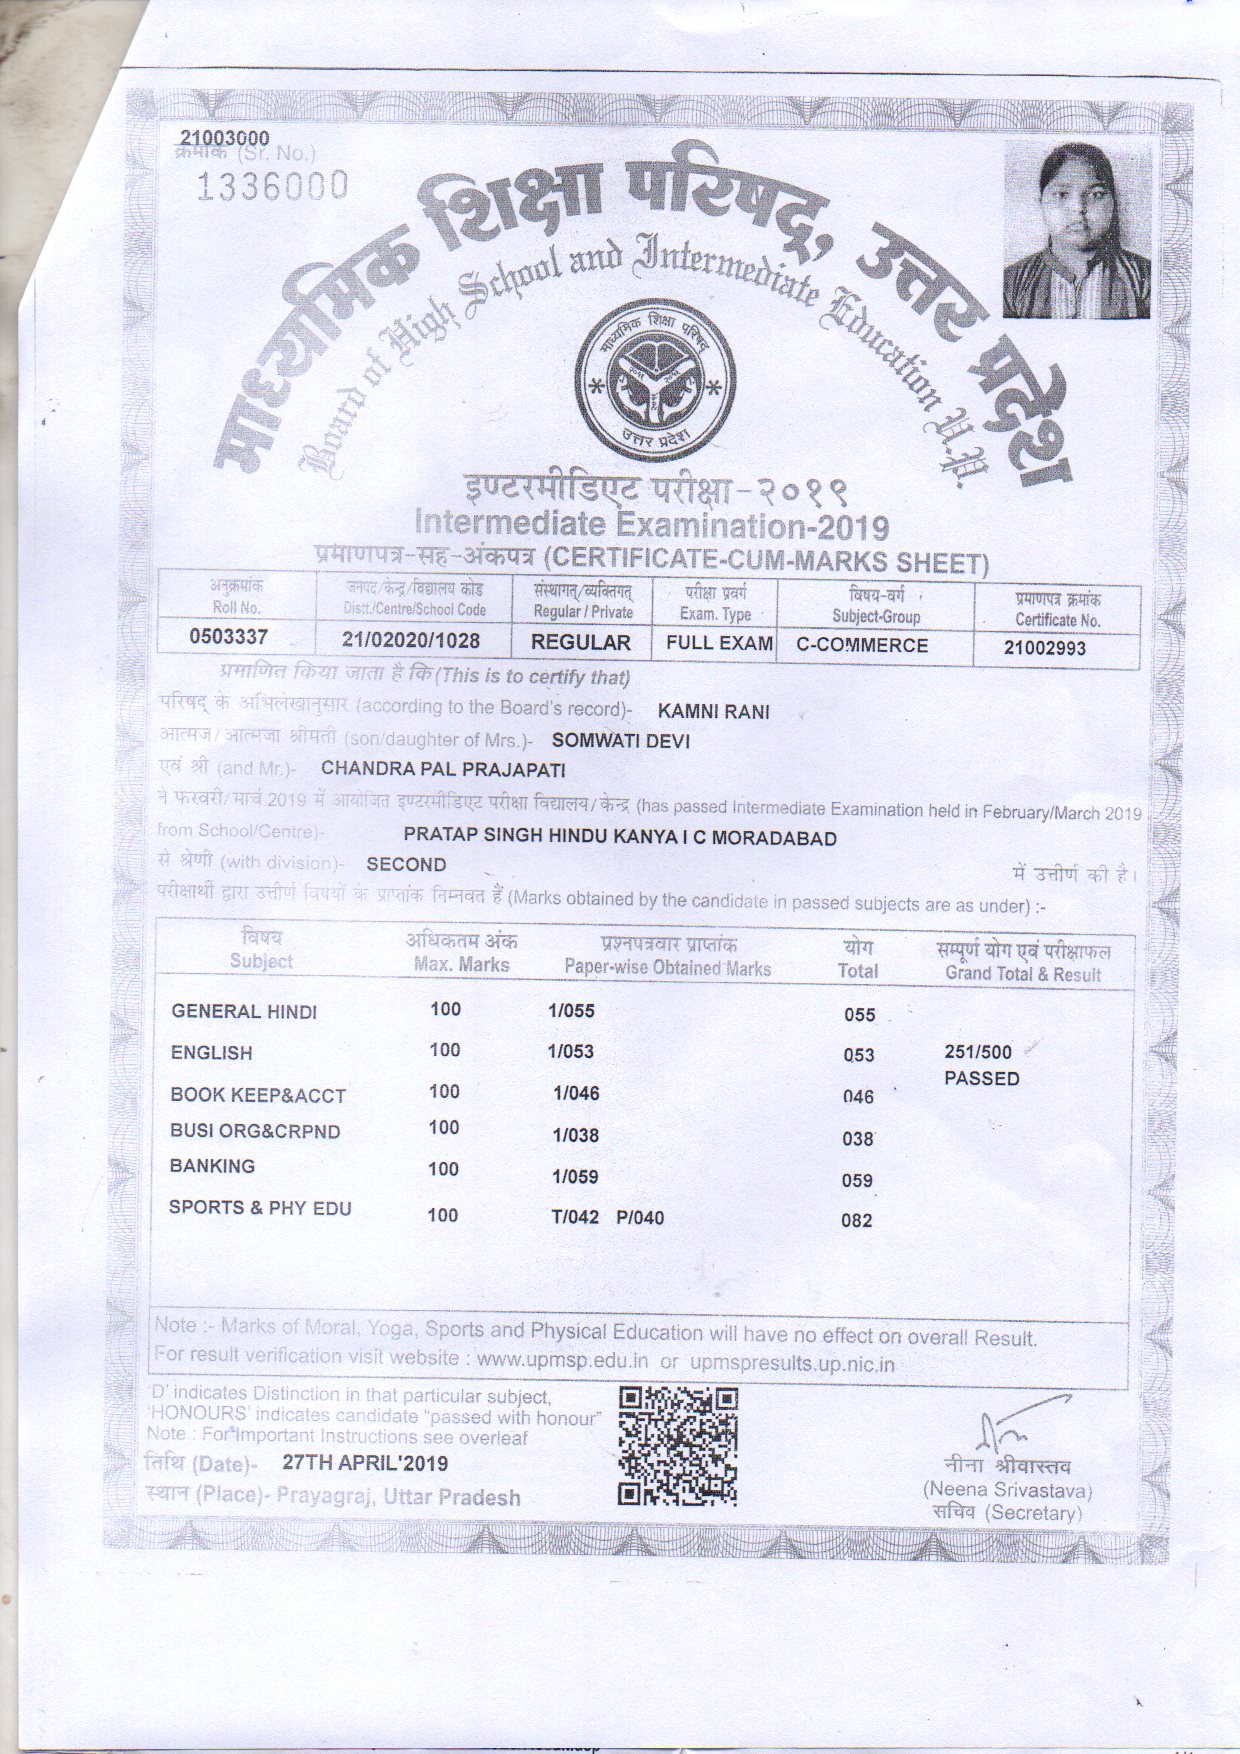 21003000
क्रमांक (Sr. No.)
1336000
माध्यमिक शिक्षा परिषद्, उत्तर प्रदेश
Board of High School and Intermediate Education U.P.
माध्यमिक शिक्षा परिषद्
उत्तर प्रदेश
इण्टरमीडिएट परीक्षा-२०१९
Intermediate Examination-2019
प्रमाणपत्र-सह-अंकपत्र (CERTIFICATE-CUM-MARKS SHEET)
अनुक्रमांक जनपद/केन्द्र/विद्यालय कोड संस्थागत्/व्यक्तिगत् परीक्षा प्रवर्ग विषय-वर्ग प्रमाणपत्र क्रमांक
Roll No. Distt./Centre/School Code Regular / Private Exam. Type Subject-Group Certificate No.
0503337 21/02020/1028 REGULAR FULL EXAM C-COMMERCE 21002993
प्रमाणित किया जाता है कि (This is to certify that)
परिषद् के अभिलेखानुसार (according to the Board's record)- KAMNI RANI
आत्मज/आत्मजा श्रीमती (son/daughter of Mrs.)- SOMWATI DEVI
एवं श्री (and Mr.)- CHANDRA PAL PRAJAPATI
ने फरवरी/मार्च 2019 में आयोजित इण्टरमीडिएट परीक्षा विद्यालय/केन्द्र (has passed Intermediate Examination held in February/March 2019
from School/Centre)- PRATAP SINGH HINDU KANYA I C MORADABAD
से श्रेणी (with division)- SECOND में उत्तीर्ण की है।
परीक्षार्थी द्वारा उत्तीर्ण विषयों के प्राप्तांक निम्नवत हैं (Marks obtained by the candidate in passed subjects are as under) :-
विषय अधिकतम अंक प्रश्नपत्रवार प्राप्तांक योग सम्पूर्ण योग एवं परीक्षाफल
Subject Max. Marks Paper-wise Obtained Marks Total Grand Total & Result
GENERAL HINDI 100 1/055 055
ENGLISH 100 1/053 053 251/500
PASSED
BOOK KEEP&ACCT 100 1/046 046
BUSI ORG&CRPND 100 1/038 038
BANKING 100 1/059 059
SPORTS & PHY EDU 100 T/042 P/040 082
Note :- Marks of Moral, Yoga, Sports and Physical Education will have no effect on overall Result.
For result verification visit website : www.upmsp.edu.in or upmspresults.up.nic.in
'D' indicates Distinction in that particular subject,
'HONOURS' indicates candidate "passed with honour"
Note : For Important Instructions see overleaf
तिथि (Date)- 27TH APRIL'2019
स्थान (Place)- Prayagraj, Uttar Pradesh
नीना श्रीवास्तव
(Neena Srivastava)
सचिव (Secretary)